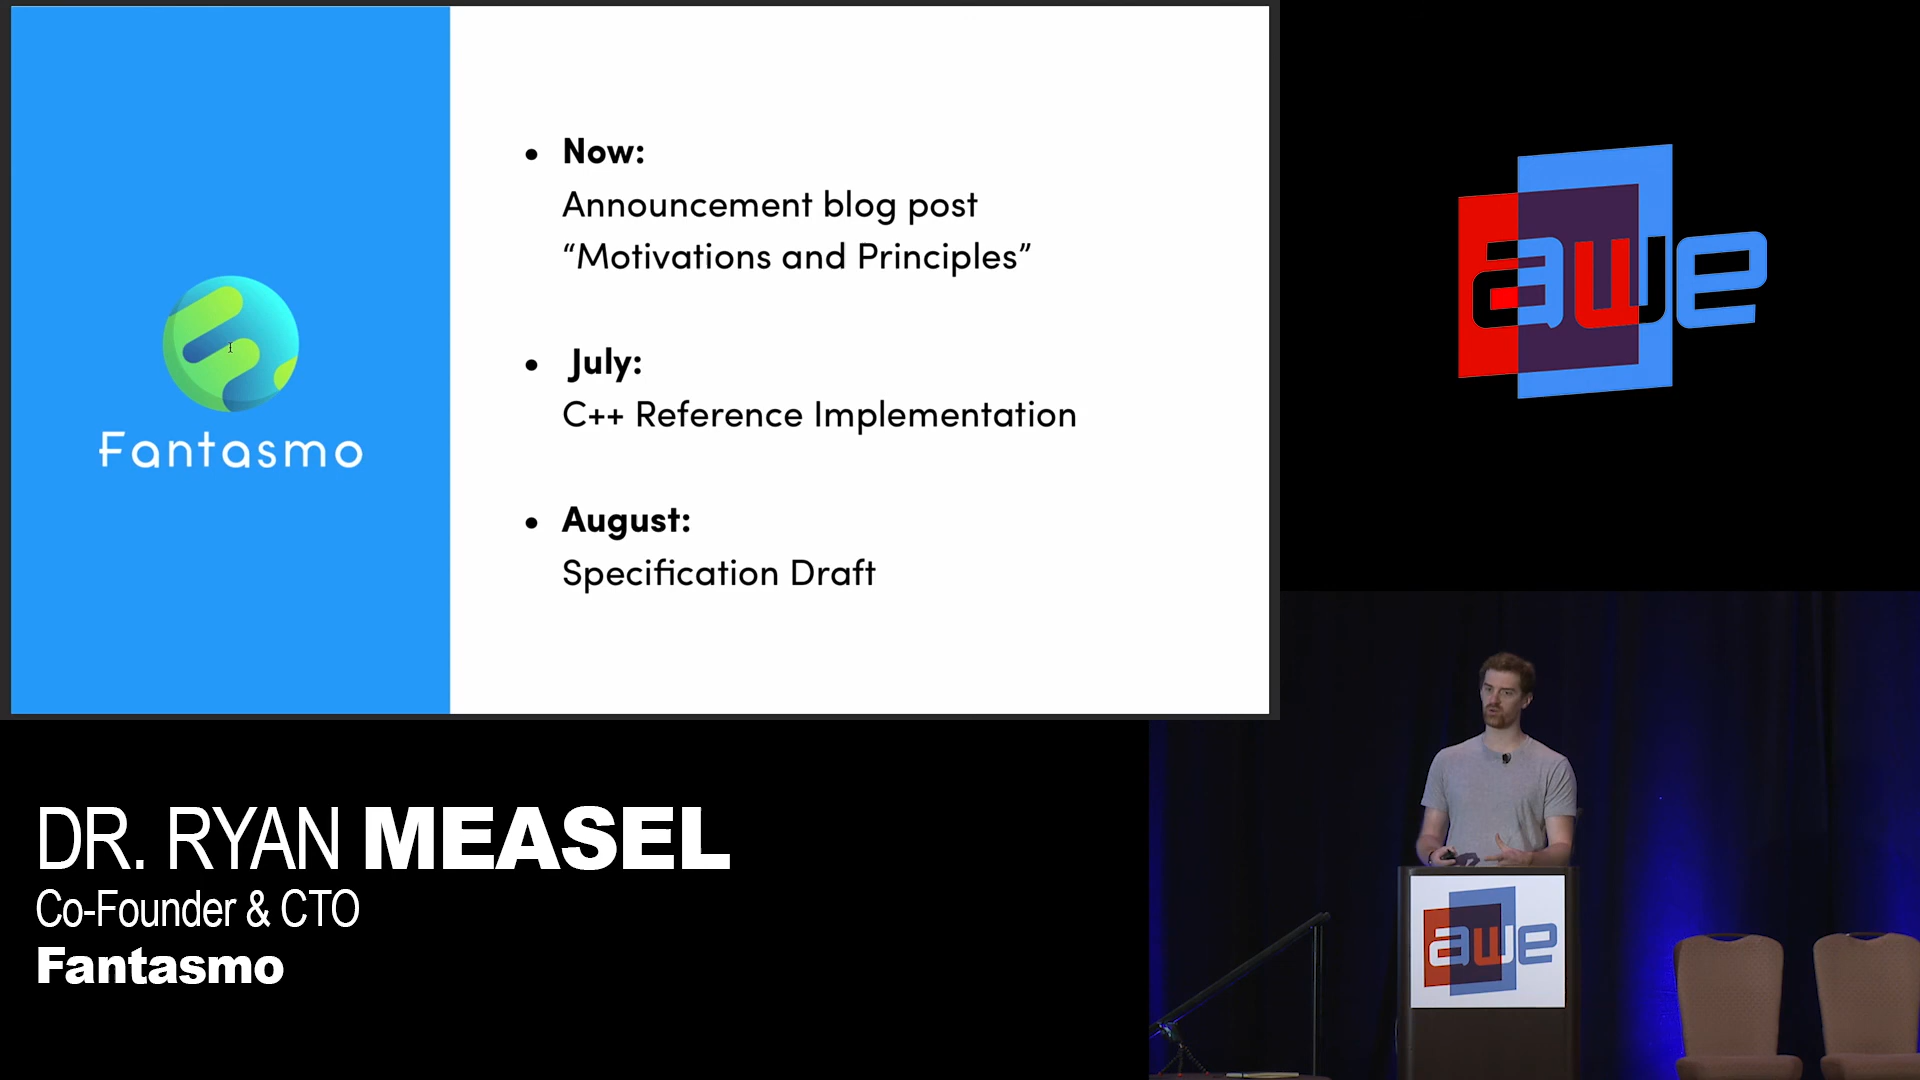 Now:
Announcement blog post
“Motivations and Principles”
July:
C++ Reference Implementation
August:
Specification Draft
Fantasmo
awe
DR. RYAN MEASEL
Co-Founder & CTO
Fantasmo
awe